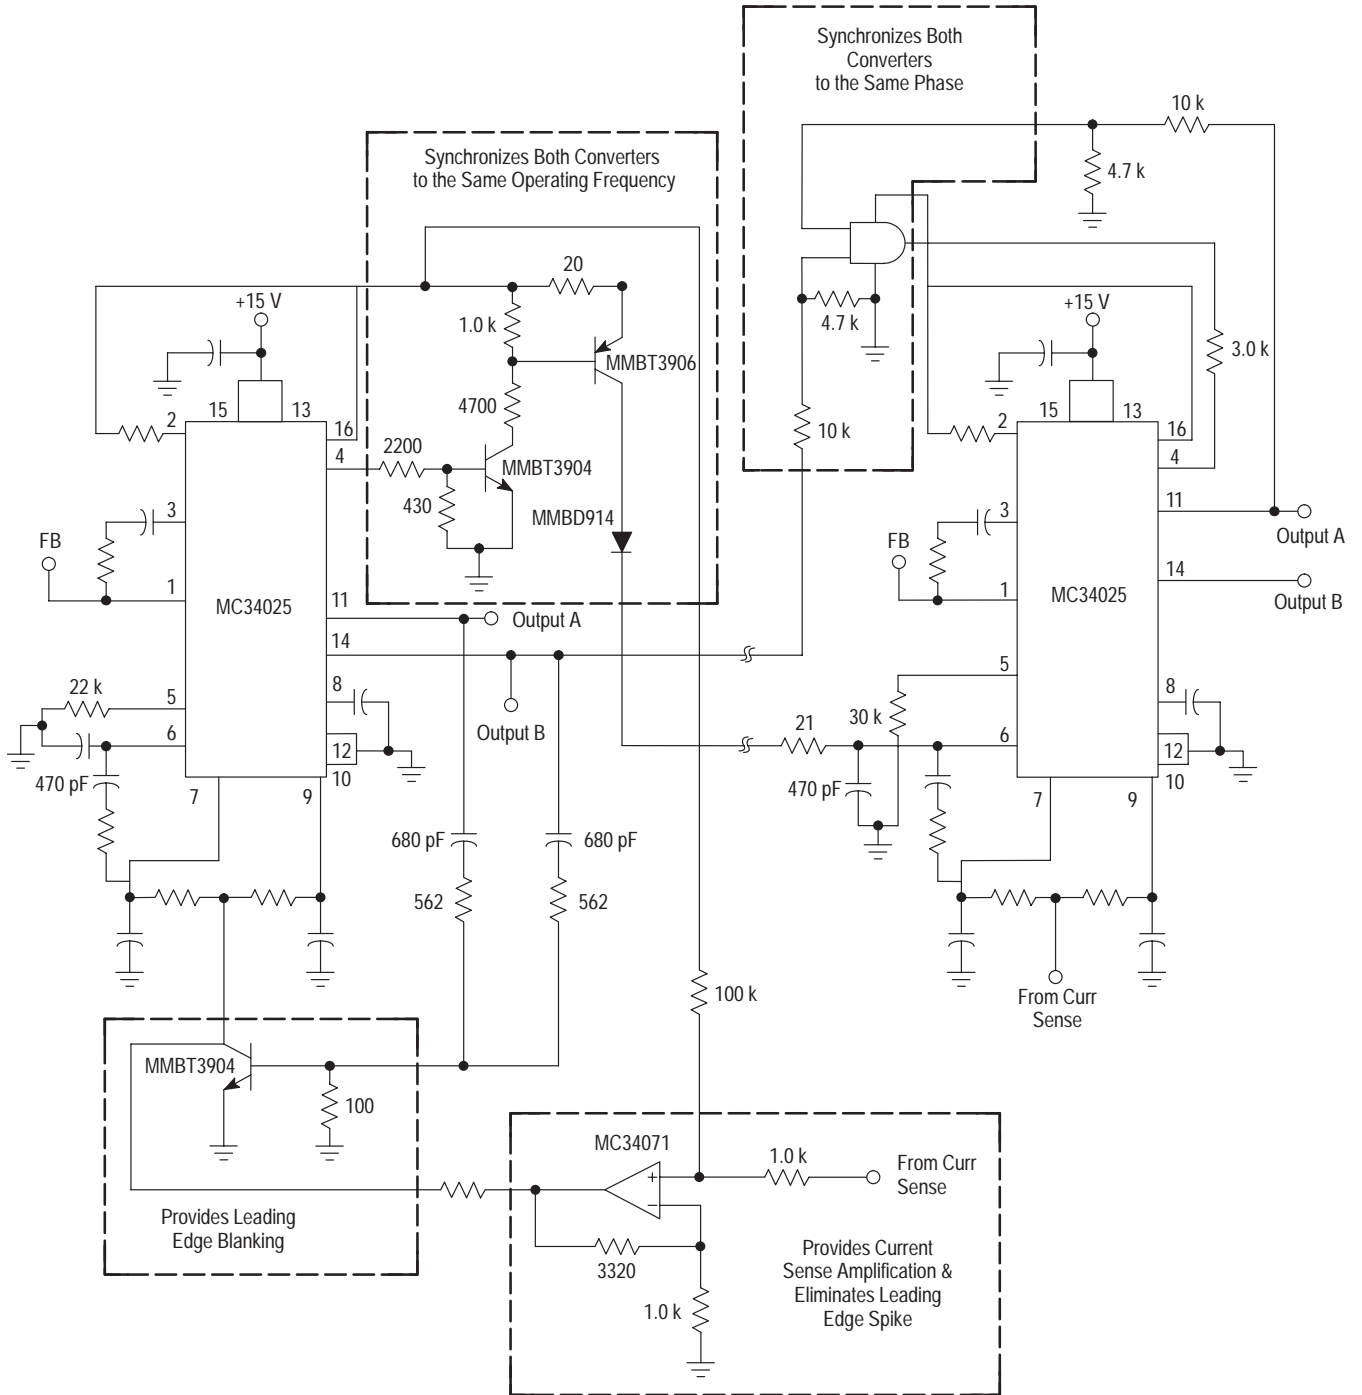 Synchronizes Both
Converters
to the Same Phase
10 k
4.7 k
4.7 k
10 k
3.0 k
Synchronizes Both Converters
to the Same Operating Frequency
20
1.0 k
MMBT3906
4700
2200
MMBT3904
430
MMBD914
+15 V
15
13
2
16
4
3
FB
1
MC34025
11
Output A
14
22 k
5
8
Output B
6
12
470 pF
10
7
9
+15 V
15
13
2
16
4
11
3
Output A
FB
14
1
MC34025
Output B
5
30 k
8
21
6
12
470 pF
10
7
9
From Curr
Sense
680 pF
680 pF
562
562
100 k
MMBT3904
100
Provides Leading
Edge Blanking
MC34071
+
−
1.0 k
From Curr
Sense
3320
1.0 k
Provides Current
Sense Amplification &
Eliminates Leading
Edge Spike